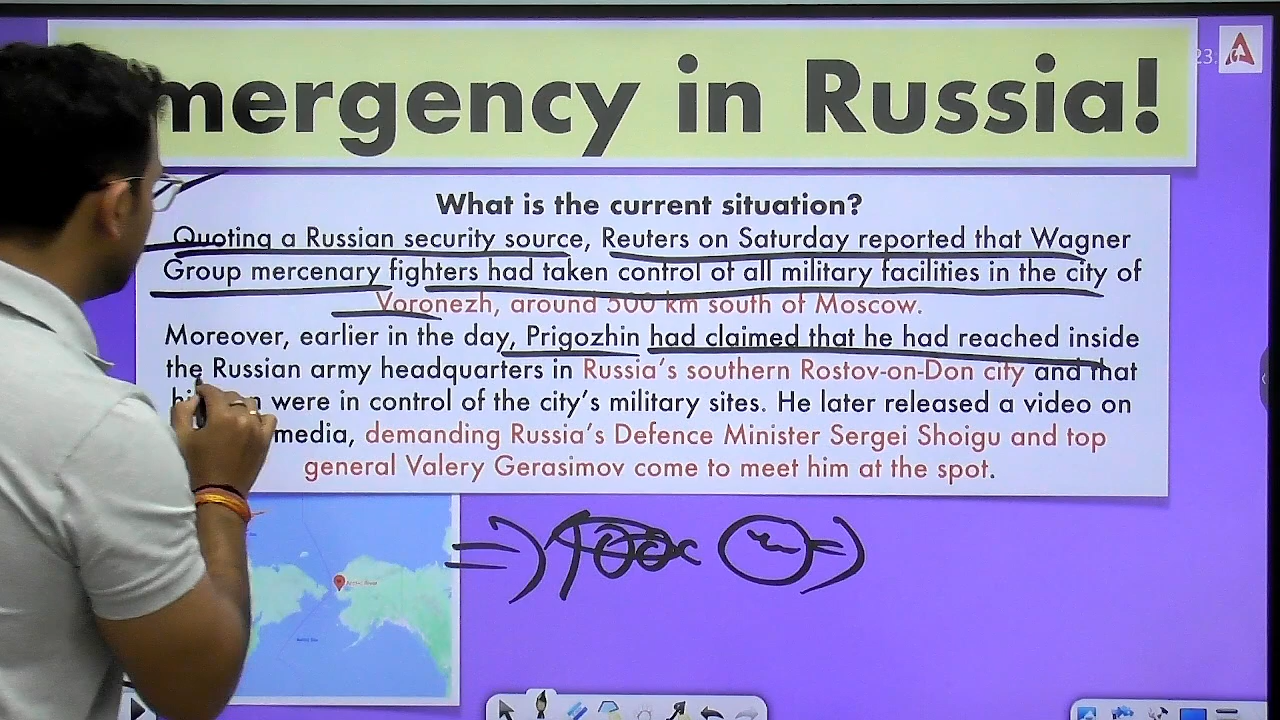 mergency in Russia!
23.
What is the current situation?
Quoting a Russian security source, Reuters on Saturday reported that Wagner
Group mercenary fighters had taken control of all military facilities in the city of
Voronezh, around 500 km south of Moscow.
Moreover, earlier in the day, Prigozhin had claimed that he had reached inside
the Russian army headquarters in Russia's southern Rostov-on-Don city and that
were in control of the city's military sites. He later released a video on
media, demanding Russia's Defence Minister Sergei Shoigu and top
general Valery Gerasimov come to meet him at the spot.